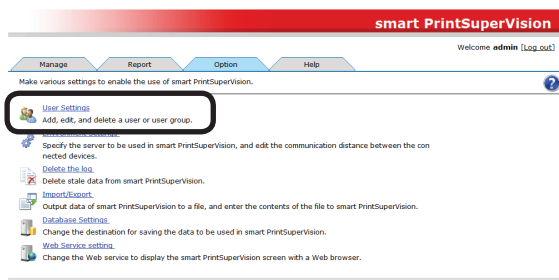 smart PrintSuperVision
Welcome admin [Log out]
Manage Report Option Help
Make various settings to enable the use of smart PrintSuperVision.
?
User Settings
Add, edit, and delete a user or user group.
Environment Settings
Specify the server to be used in smart PrintSuperVision, and edit the communication distance between the con
nected devices.
Delete the log
Delete stale data from smart PrintSuperVision.
Import/Export
Output data of smart PrintSuperVision to a file, and enter the contents of the file to smart PrintSuperVision.
Database Settings
Change the destination for saving the data to be used in smart PrintSuperVision.
Web Service setting
Change the Web service to display the smart PrintSuperVision screen with a Web browser.